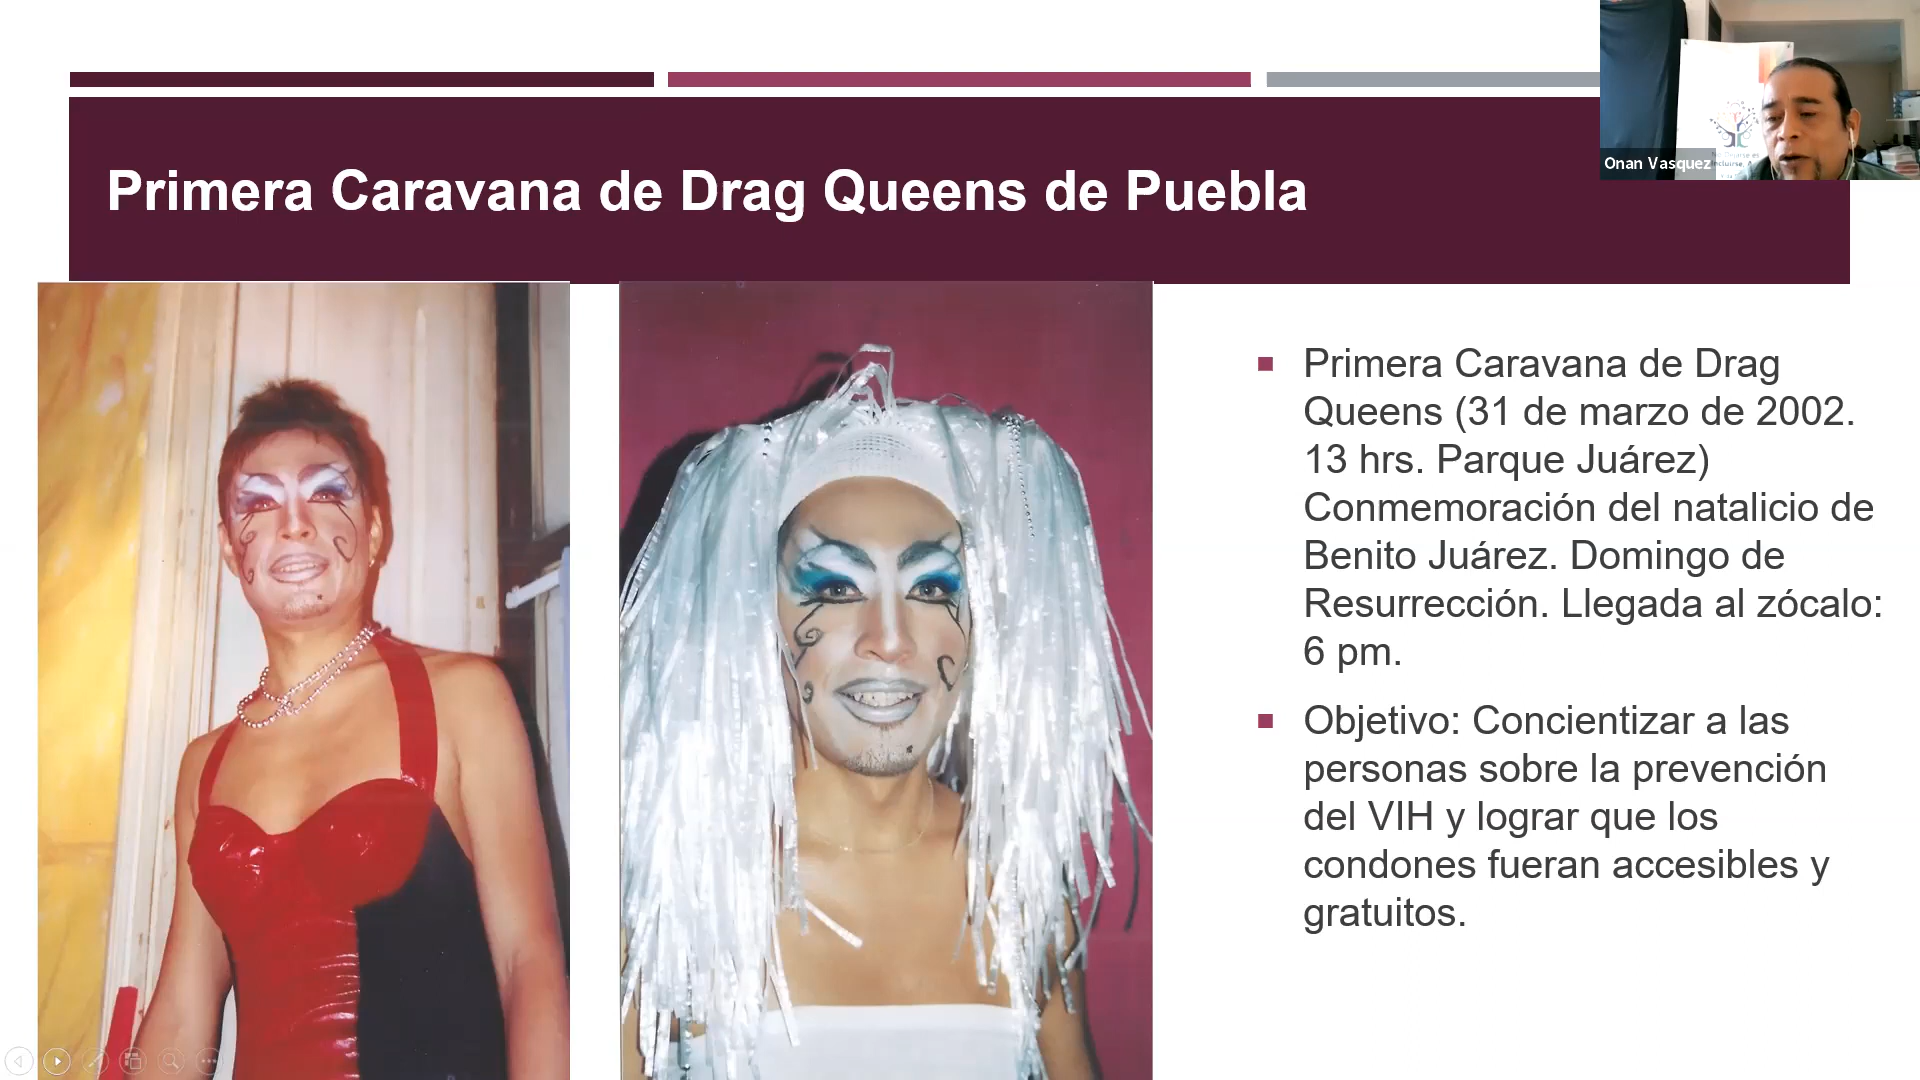 Primera Caravana de Drag Queens de Puebla
Onan Vasquez
Primera Caravana de Drag
Queens (31 de marzo de 2002.
13 hrs. Parque Juárez)
Conmemoración del natalicio de
Benito Juárez. Domingo de
Resurrección. Llegada al zócalo:
6 pm.
Objetivo: Concientizar a las
personas sobre la prevención
del VIH y lograr que los
condones fueran accesibles y
gratuitos.